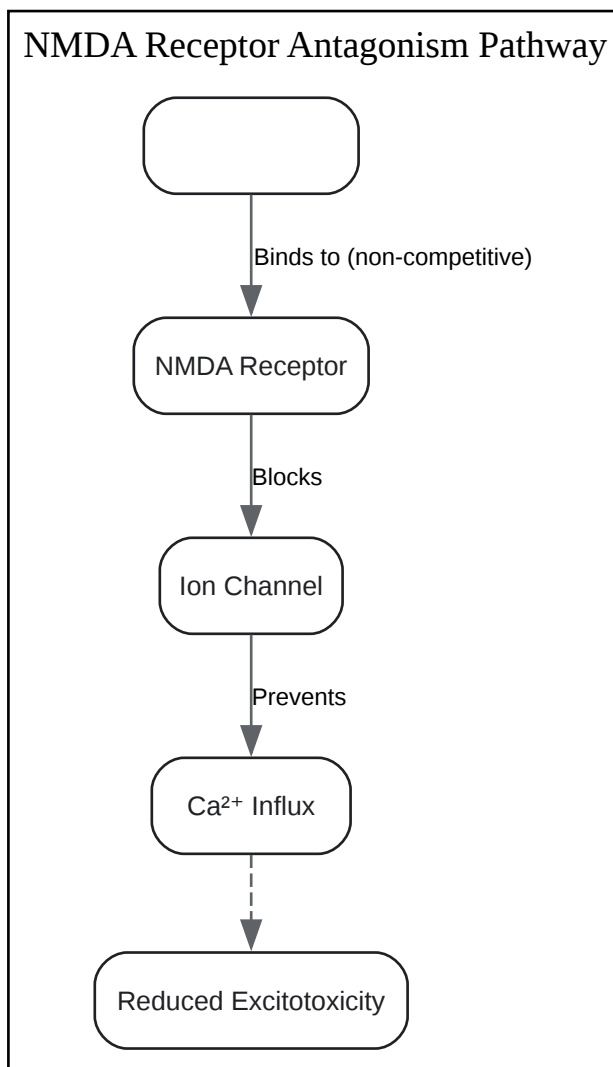 NMDA Receptor Antagonism Pathway
Binds to (non-competitive)
NMDA Receptor
Blocks
Ion Channel
Prevents
Ca²⁺ Influx
Reduced Excitotoxicity